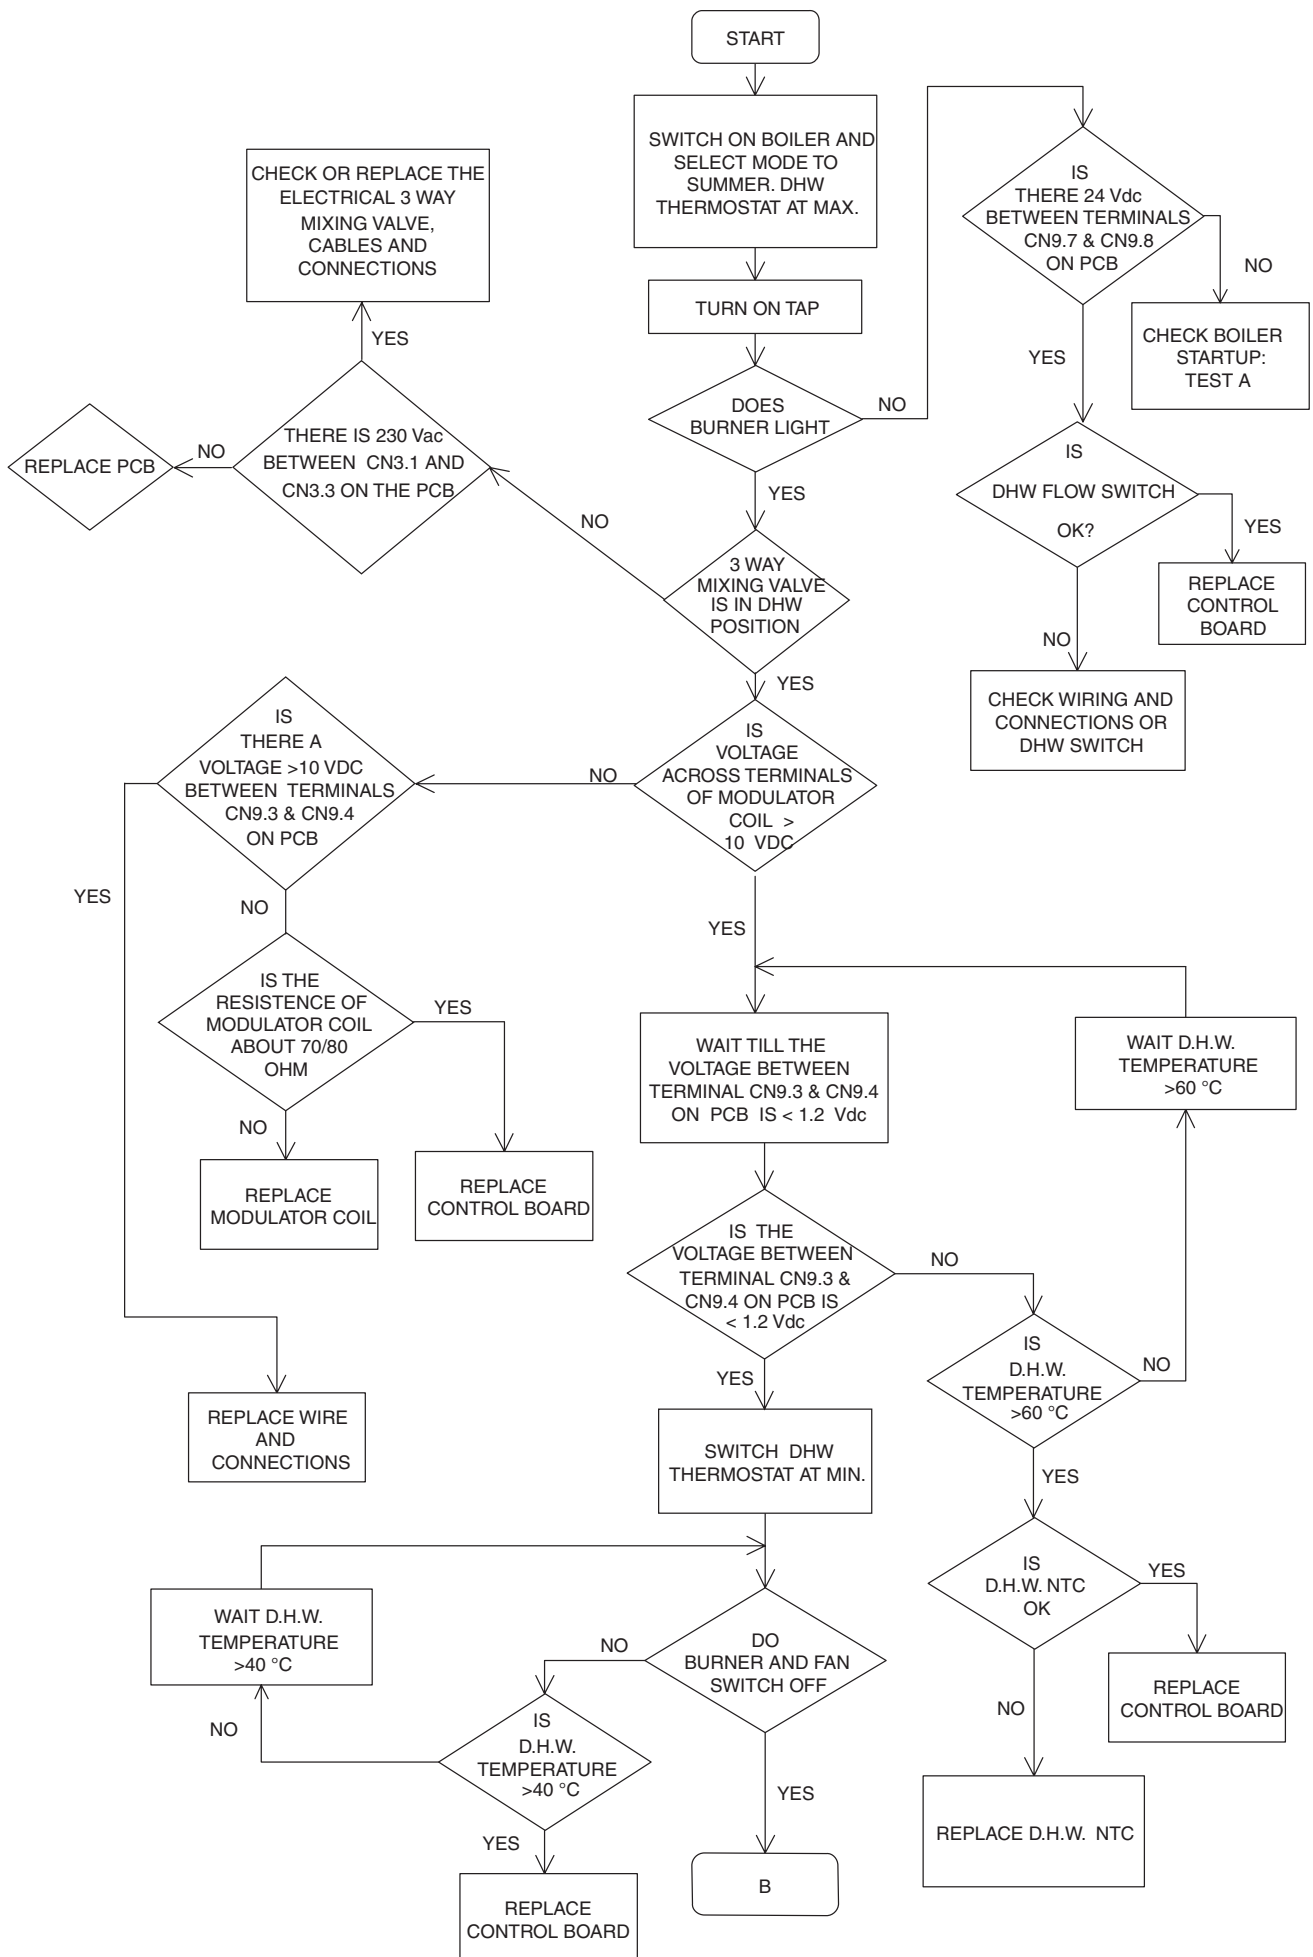 START
SWITCH ON BOILER AND
SELECT MODE TO
SUMMER. DHW
THERMOSTAT AT MAX.
TURN ON TAP
DOES
BURNER LIGHT
NO
YES
IS
THERE 24 Vdc
BETWEEN TERMINALS
CN9.7 & CN9.8
ON PCB
NO
CHECK BOILER
STARTUP:
TEST A
YES
IS
DHW FLOW SWITCH
OK?
YES
REPLACE
CONTROL
BOARD
NO
CHECK WIRING AND
CONNECTIONS OR
DHW SWITCH
3 WAY
MIXING VALVE
IS IN DHW
POSITION
NO
THERE IS 230 Vac
BETWEEN CN3.1 AND
CN3.3 ON THE PCB
YES
CHECK OR REPLACE THE
ELECTRICAL 3 WAY
MIXING VALVE,
CABLES AND
CONNECTIONS
NO
REPLACE PCB
YES
IS
VOLTAGE
ACROSS TERMINALS
OF MODULATOR
COIL >
10 VDC
NO
IS
THERE A
VOLTAGE >10 VDC
BETWEEN TERMINALS
CN9.3 & CN9.4
ON PCB
YES
REPLACE WIRE
AND
CONNECTIONS
NO
IS THE
RESISTENCE OF
MODULATOR COIL
ABOUT 70/80
OHM
YES
REPLACE
CONTROL BOARD
NO
REPLACE
MODULATOR COIL
YES
WAIT TILL THE
VOLTAGE BETWEEN
TERMINAL CN9.3 & CN9.4
ON PCB IS < 1.2 Vdc
IS THE
VOLTAGE BETWEEN
TERMINAL CN9.3 &
CN9.4 ON PCB IS
< 1.2 Vdc
NO
IS
D.H.W.
TEMPERATURE
>60 °C
NO
WAIT D.H.W.
TEMPERATURE
>60 °C
YES
IS
D.H.W. NTC
OK
YES
REPLACE
CONTROL BOARD
NO
REPLACE D.H.W. NTC
YES
SWITCH DHW
THERMOSTAT AT MIN.
DO
BURNER AND FAN
SWITCH OFF
NO
IS
D.H.W.
TEMPERATURE
>40 °C
NO
WAIT D.H.W.
TEMPERATURE
>40 °C
YES
REPLACE
CONTROL BOARD
YES
B